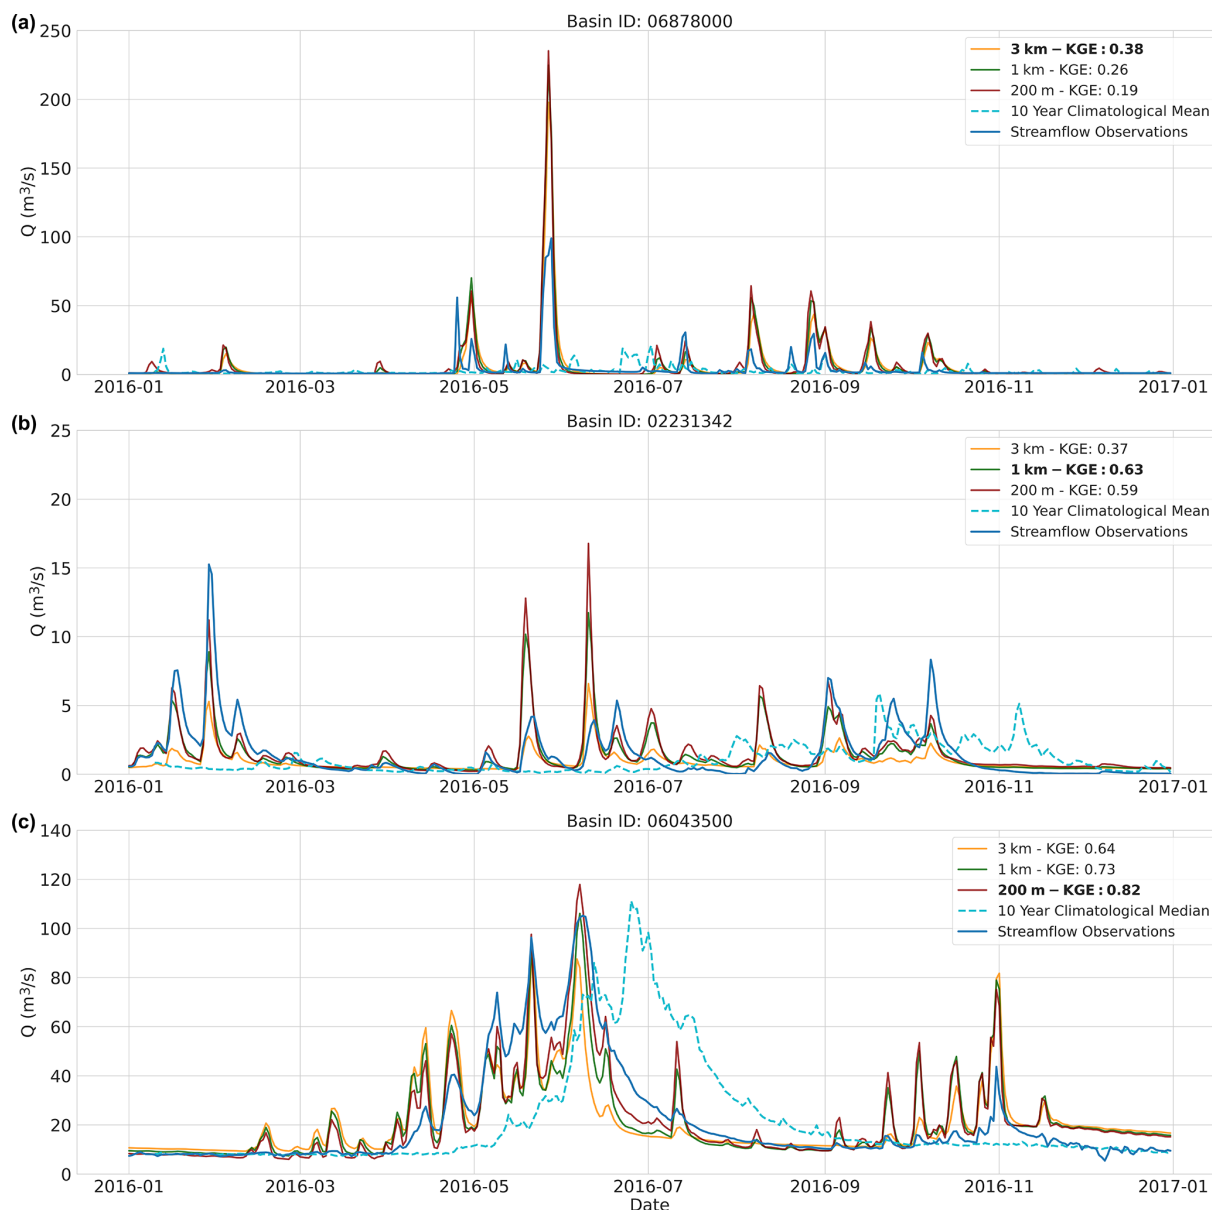 (a)
Basin ID: 06878000
250
200
150
100
50
0
Q (m³/s)
3 km − KGE : 0.38
1 km - KGE: 0.26
200 m - KGE: 0.19
10 Year Climatological Mean
Streamflow Observations
2016-01 2016-03 2016-05 2016-07 2016-09 2016-11 2017-01
(b)
Basin ID: 02231342
25
20
15
10
5
0
Q (m³/s)
3 km - KGE: 0.37
1 km − KGE : 0.63
200 m - KGE: 0.59
10 Year Climatological Mean
Streamflow Observations
2016-01 2016-03 2016-05 2016-07 2016-09 2016-11 2017-01
(c)
Basin ID: 06043500
140
120
100
80
60
40
20
0
Q (m³/s)
3 km - KGE: 0.64
1 km - KGE: 0.73
200 m − KGE : 0.82
10 Year Climatological Median
Streamflow Observations
2016-01 2016-03 2016-05 2016-07 2016-09 2016-11 2017-01
Date